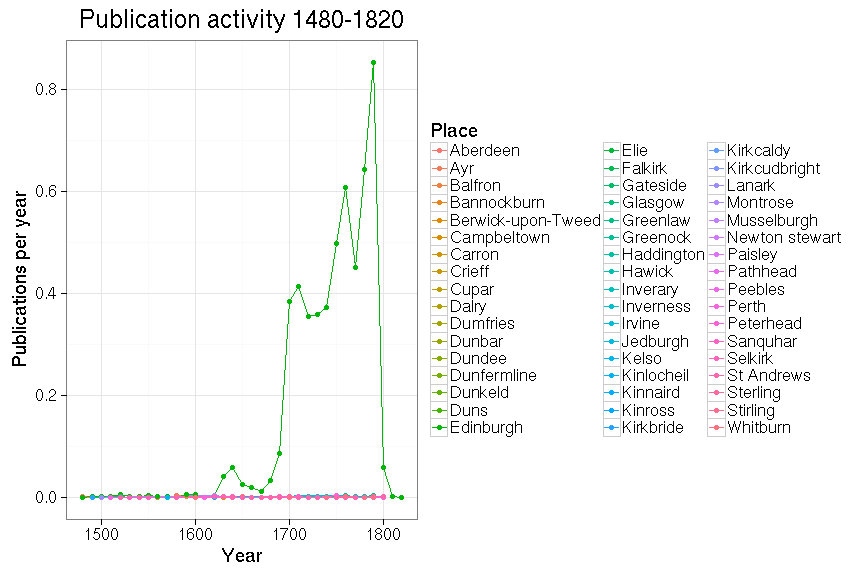 Publication activity 1480-1820
Publications per year
0.8
0.6
0.4
0.2
0.0
1500
1600
1700
1800
Year
Place
Aberdeen
Ayr
Balfron
Bannockburn
Berwick-upon-Tweed
Campbeltown
Carron
Crieff
Cupar
Dalry
Dumfries
Dunbar
Dundee
Dunfermline
Dunkeld
Duns
Edinburgh
Elie
Falkirk
Gateside
Glasgow
Greenlaw
Greenock
Haddington
Hawick
Inverary
Inverness
Irvine
Jedburgh
Kelso
Kinlocheil
Kinnaird
Kinross
Kirkbride
Kirkcaldy
Kirkcudbright
Lanark
Montrose
Musselburgh
Newton stewart
Paisley
Pathhead
Peebles
Perth
Peterhead
Sanquhar
Selkirk
St Andrews
Sterling
Stirling
Whitburn